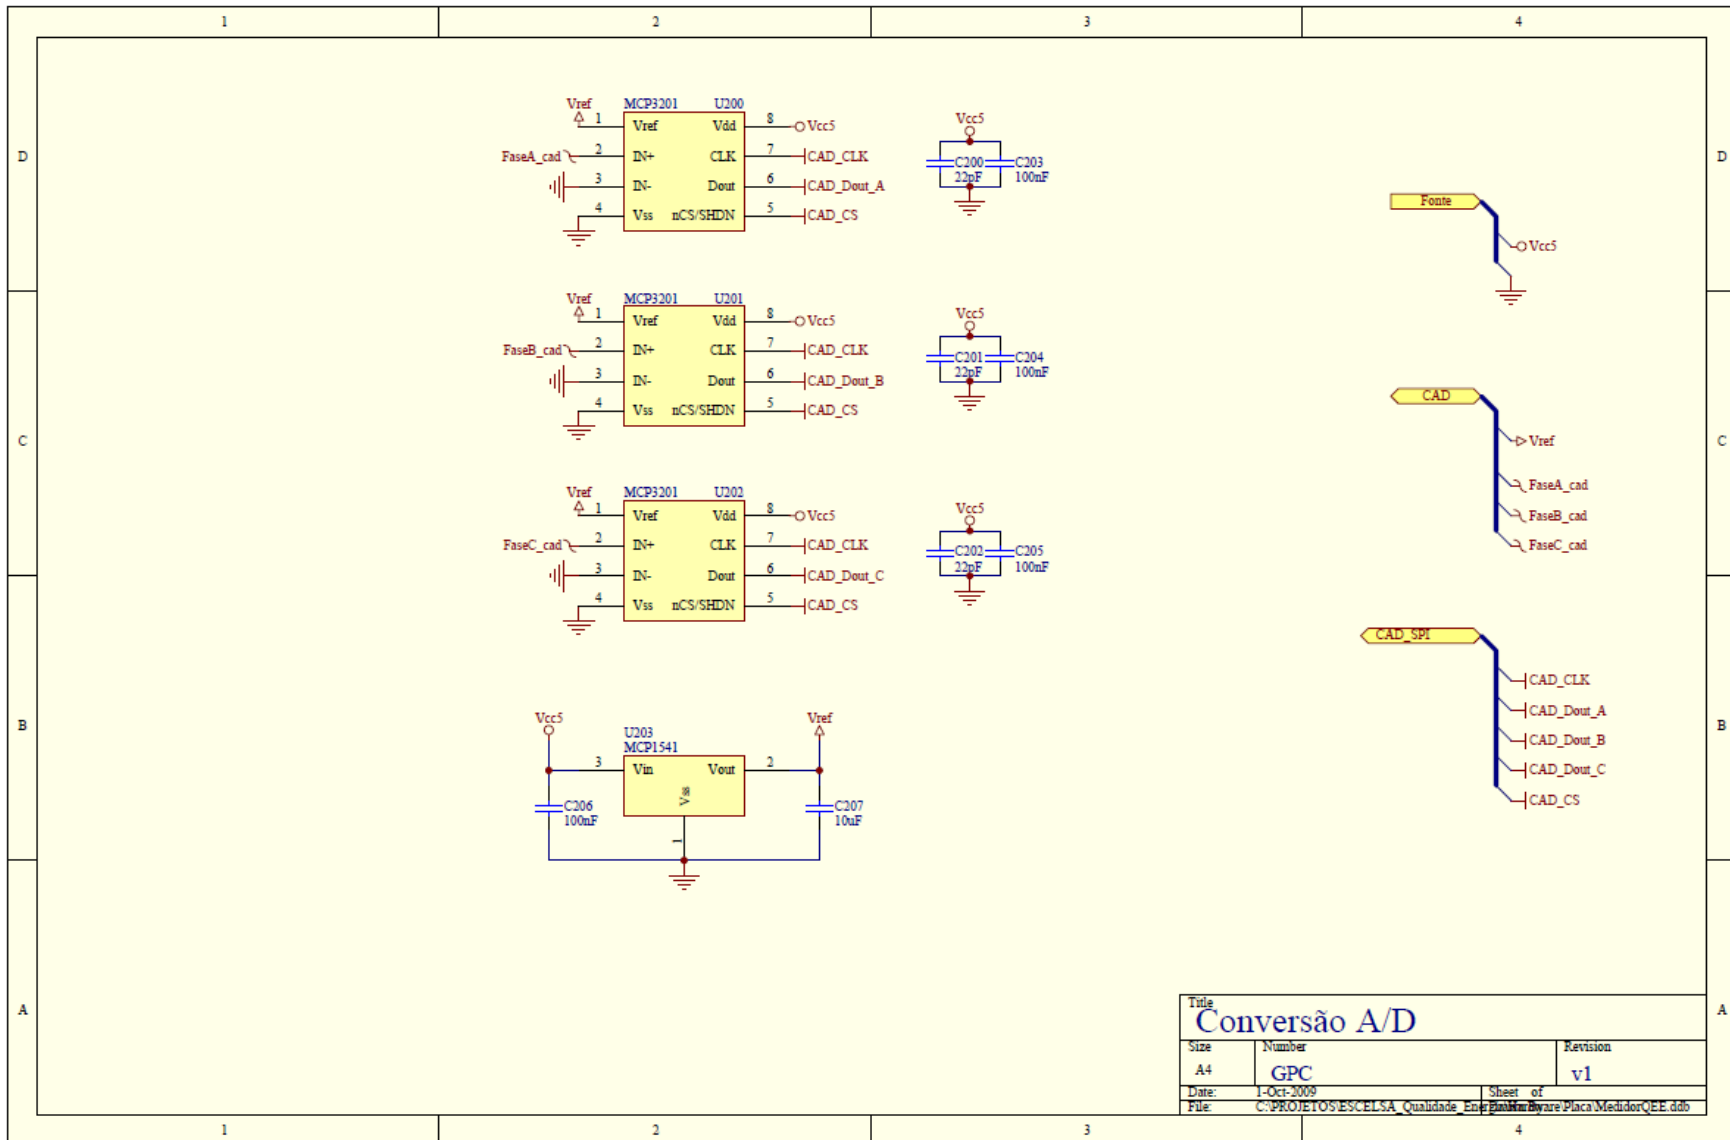 1 2 3 4
D D
C C
B B
A A
1 2 3 4
Vref MCP3201 U200
1 Vref Vdd 8 Vcc5
FaseA_cad 2 IN+ CLK 7 CAD_CLK
3 IN- Dout 6 CAD_Dout_A
4 Vss nCS/SHDN 5 CAD_CS
Vcc5
C200 C203
22pF 100nF
Vref MCP3201 U201
1 Vref Vdd 8 Vcc5
FaseB_cad 2 IN+ CLK 7 CAD_CLK
3 IN- Dout 6 CAD_Dout_B
4 Vss nCS/SHDN 5 CAD_CS
Vcc5
C201 C204
22pF 100nF
Vref MCP3201 U202
1 Vref Vdd 8 Vcc5
FaseC_cad 2 IN+ CLK 7 CAD_CLK
3 IN- Dout 6 CAD_Dout_C
4 Vss nCS/SHDN 5 CAD_CS
Vcc5
C202 C205
22pF 100nF
Vcc5 Vref
U203
MCP1541
3 Vin Vout 2
Vss
1
C206
100nF
C207
10uF
Fonte
Vcc5
CAD
Vref
FaseA_cad
FaseB_cad
FaseC_cad
CAD_SPI
CAD_CLK
CAD_Dout_A
CAD_Dout_B
CAD_Dout_C
CAD_CS
Title
Conversão A/D
Size Number Revision
A4 GPC v1
Date: 1-Oct-2009 Sheet of
File: C:\PROJETOS\ESCELSA_Qualidade_Energia\Hardware\Placa\MedidorQEE.ddb